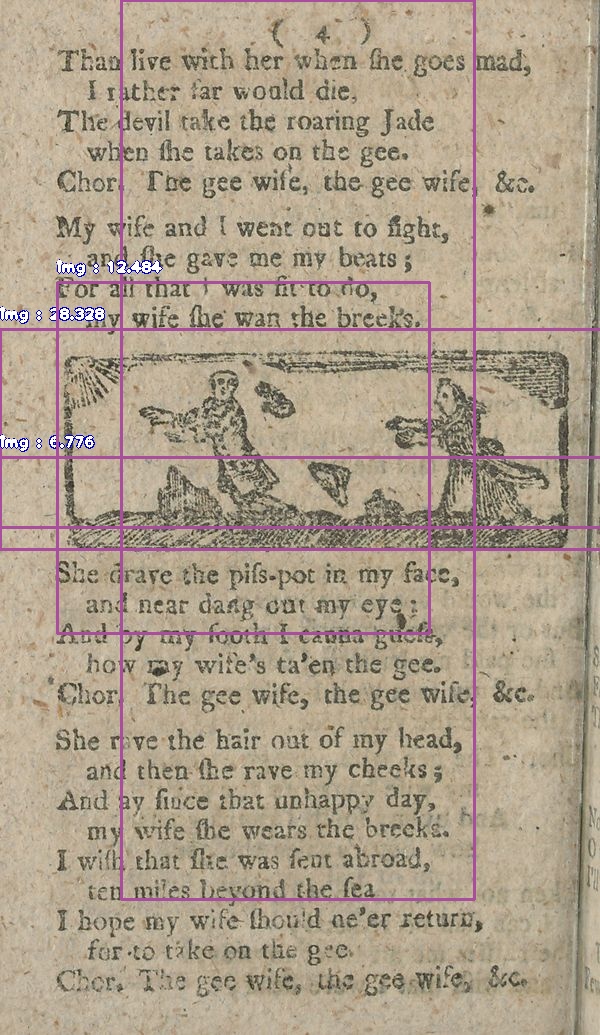 ( 4 )
Than live with her when ſhe goes mad,
I rather far would die,
The devil take the roaring Jade
when ſhe takes on the gee.
Chor. The gee wife, the gee wife, &c.
My wife and I went out to fight,
and ſhe gave me my beats ;
img : 12.484
For all that I was fit to do,
img : 28.328
my wife ſhe wan the breeks.
img : 6.776
She drave the piſs-pot in my face,
and near dang out my eye ;
And by my ſooth I canna gueſs,
how my wife's ta'en the gee.
Chor. The gee wife, the gee wife, &c.
She rave the hair out of my head,
and then ſhe rave my cheeks ;
And ay ſince that unhappy day,
my wife ſhe wears the breeks.
I wiſh that ſhe was ſent abroad,
ten miles beyond the ſea
I hope my wife ſhould ne'er return,
for to take on the gee.
Chor. The gee wife, the gee wife, &c.